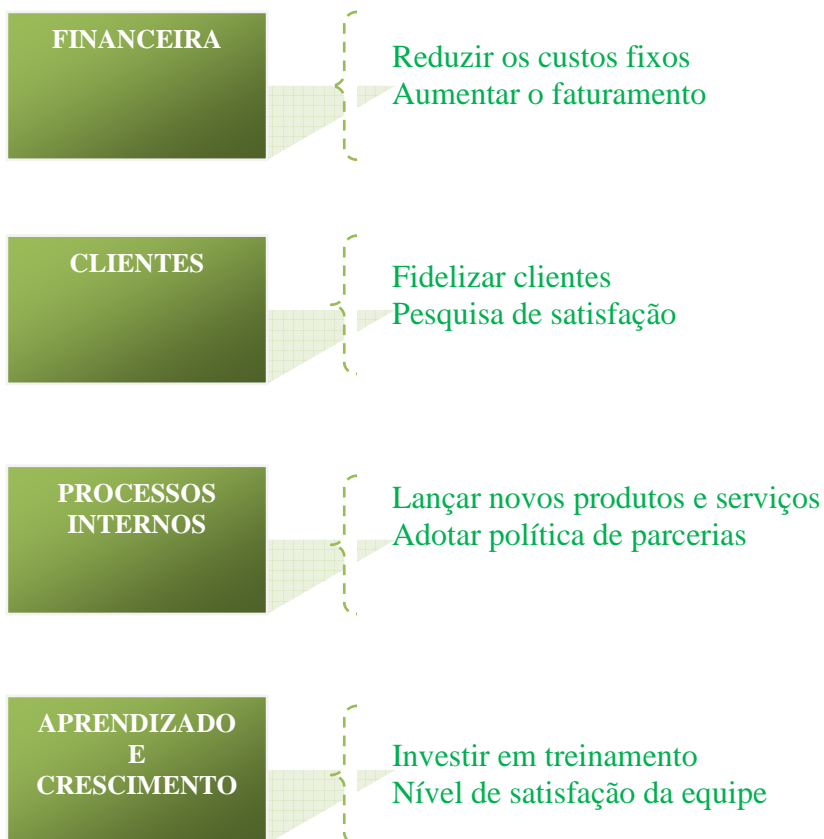 FINANCEIRA
Reduzir os custos fixos
Aumentar o faturamento
CLIENTES
Fidelizar clientes
Pesquisa de satisfação
PROCESSOS
INTERNOS
Lançar novos produtos e serviços
Adotar política de parcerias
APRENDIZADO
E
CRESCIMENTO
Investir em treinamento
Nível de satisfação da equipe